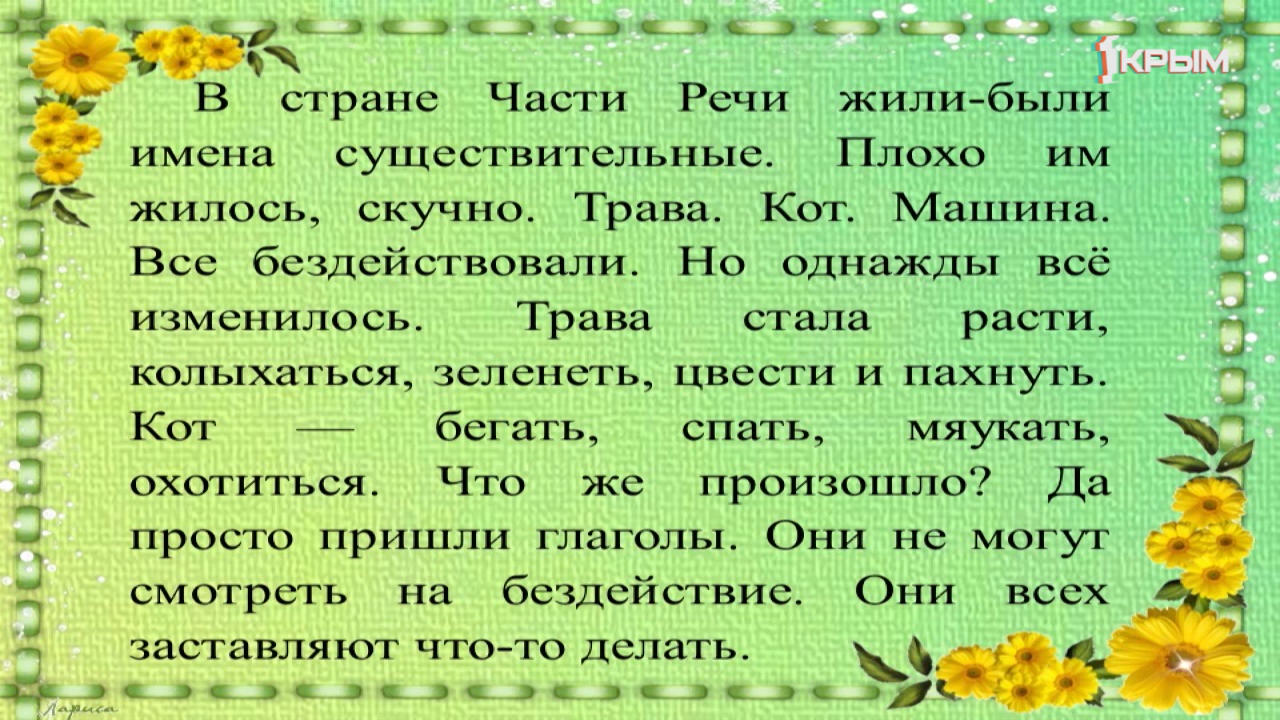 1КРЫМ
В стране Части Речи жили-были
имена существительные. Плохо им
жилось, скучно. Трава. Кот. Машина.
Все бездействовали. Но однажды всё
изменилось. Трава стала расти,
колыхаться, зеленеть, цвести и пахнуть.
Кот — бегать, спать, мяукать,
охотиться. Что же произошло? Да
просто пришли глаголы. Они не могут
смотреть на бездействие. Они всех
заставляют что-то делать.
Лариса